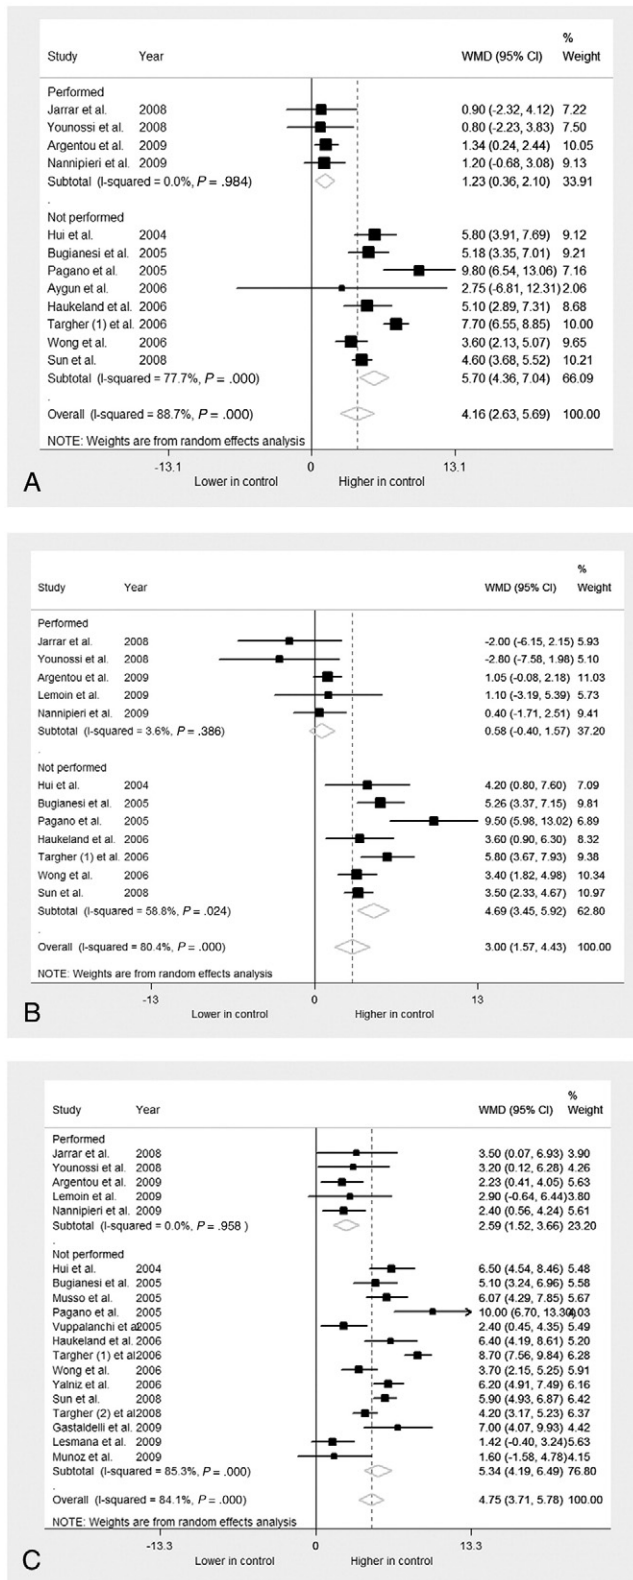 %
Study Year WMD (95% CI) Weight
Performed
Jarrar et al. 2008 0.90 (-2.32, 4.12) 7.22
Younossi et al. 2008 0.80 (-2.23, 3.83) 7.50
Argentou et al. 2009 1.34 (0.24, 2.44) 10.05
Nannipieri et al. 2009 1.20 (-0.68, 3.08) 9.13
Subtotal (I-squared = 0.0%, P = .984) 1.23 (0.36, 2.10) 33.91
.
Not performed
Hui et al. 2004 5.80 (3.91, 7.69) 9.12
Bugianesi et al. 2005 5.18 (3.35, 7.01) 9.21
Pagano et al. 2005 9.80 (6.54, 13.06) 7.16
Aygun et al. 2006 2.75 (-6.81, 12.31) 2.06
Haukeland et al. 2006 5.10 (2.89, 7.31) 8.68
Targher (1) et al. 2006 7.70 (6.55, 8.85) 10.00
Wong et al. 2006 3.60 (2.13, 5.07) 9.65
Sun et al. 2008 4.60 (3.68, 5.52) 10.21
Subtotal (I-squared = 77.7%, P = .000) 5.70 (4.36, 7.04) 66.09
.
Overall (I-squared = 88.7%, P = .000) 4.16 (2.63, 5.69) 100.00
NOTE: Weights are from random effects analysis
-13.1 0 13.1
A Lower in control Higher in control
%
Study Year WMD (95% CI) Weight
Performed
Jarrar et al. 2008 -2.00 (-6.15, 2.15) 5.93
Younossi et al. 2008 -2.80 (-7.58, 1.98) 5.10
Argentou et al. 2009 1.05 (-0.08, 2.18) 11.03
Lemoin et al. 2009 1.10 (-3.19, 5.39) 5.73
Nannipieri et al. 2009 0.40 (-1.71, 2.51) 9.41
Subtotal (I-squared = 3.6%, P = .386) 0.58 (-0.40, 1.57) 37.20
.
Not performed
Hui et al. 2004 4.20 (0.80, 7.60) 7.09
Bugianesi et al. 2005 5.26 (3.37, 7.15) 9.81
Pagano et al. 2005 9.50 (5.98, 13.02) 6.89
Haukeland et al. 2006 3.60 (0.90, 6.30) 8.32
Targher (1) et al. 2006 5.80 (3.67, 7.93) 9.38
Wong et al. 2006 3.40 (1.82, 4.98) 10.34
Sun et al. 2008 3.50 (2.33, 4.67) 10.97
Subtotal (I-squared = 58.8%, P = .024) 4.69 (3.45, 5.92) 62.80
.
Overall (I-squared = 80.4%, P = .000) 3.00 (1.57, 4.43) 100.00
NOTE: Weights are from random effects analysis
-13 0 13
B Lower in control Higher in control
%
Study Year WMD (95% CI) Weight
Performed
Jarrar et al. 2008 3.50 (0.07, 6.93) 3.90
Younossi et al. 2008 3.20 (0.12, 6.28) 4.26
Argentou et al. 2009 2.23 (0.41, 4.05) 5.63
Lemoin et al. 2009 2.90 (-0.64, 6.44) 3.80
Nannipieri et al. 2009 2.40 (0.56, 4.24) 5.61
Subtotal (I-squared = 0.0%, P = .958 ) 2.59 (1.52, 3.66) 23.20
.
Not performed
Hui et al. 2004 6.50 (4.54, 8.46) 5.48
Bugianesi et al. 2005 5.10 (3.24, 6.96) 5.58
Musso et al. 2005 6.07 (4.29, 7.85) 5.67
Pagano et al. 2005 10.00 (6.70, 13.30) 4.03
Vuppalanchi et al. 2005 2.40 (0.45, 4.35) 5.49
Haukeland et al. 2006 6.40 (4.19, 8.61) 5.20
Targher (1) et al. 2006 8.70 (7.56, 9.84) 6.28
Wong et al. 2006 3.70 (2.15, 5.25) 5.91
Yalniz et al. 2006 6.20 (4.91, 7.49) 6.16
Sun et al. 2008 5.90 (4.93, 6.87) 6.42
Targher (2) et al 2008 4.20 (3.17, 5.23) 6.37
Gastaldelli et al. 2009 7.00 (4.07, 9.93) 4.42
Lesmana et al. 2009 1.42 (-0.40, 3.24) 5.63
Munoz et al. 2009 1.60 (-1.58, 4.78) 4.15
Subtotal (I-squared = 85.3%, P = .000) 5.34 (4.19, 6.49) 76.80
.
Overall (I-squared = 84.1%, P = .000) 4.75 (3.71, 5.78) 100.00
NOTE: Weights are from random effects analysis
-13.3 0 13.3
C Lower in control Higher in control